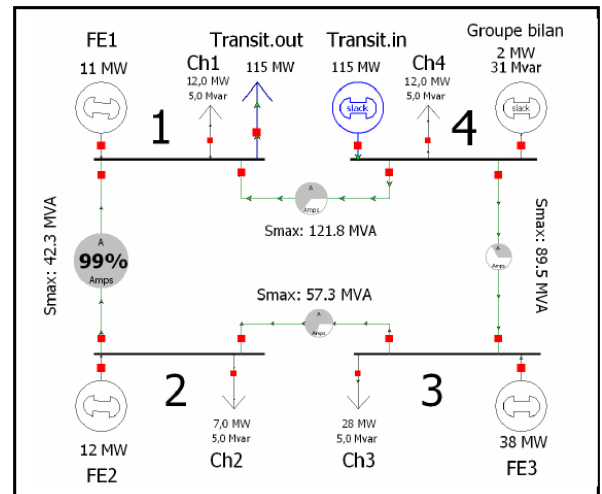 FE1
11 MW
Transit.out
115 MW
Ch1
12,0 MW
5,0 Mvar
Transit.in
115 MW
slack
Ch4
12,0 MW
5,0 Mvar
Groupe bilan
2 MW
31 Mvar
slack
1
4
A
Amps
Smax: 121.8 MVA
Smax: 42.3 MVA
A
99%
Amps
Smax: 89.5 MVA
A
Amps
Smax: 57.3 MVA
A
Amps
2
3
12 MW
FE2
7,0 MW
5,0 Mvar
Ch2
28 MW
5,0 Mvar
Ch3
38 MW
FE3